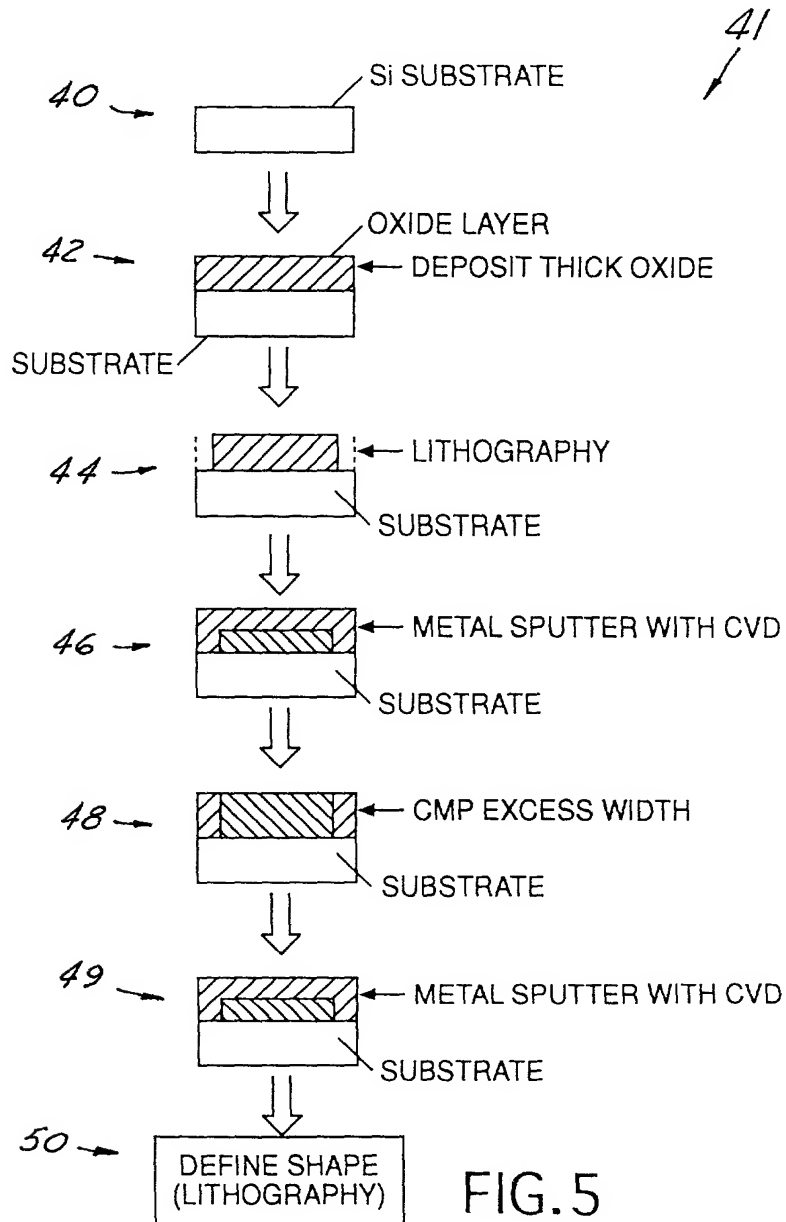 41
40
Si SUBSTRATE
42
OXIDE LAYER
DEPOSIT THICK OXIDE
SUBSTRATE
44
LITHOGRAPHY
SUBSTRATE
46
METAL SPUTTER WITH CVD
SUBSTRATE
48
CMP EXCESS WIDTH
SUBSTRATE
49
METAL SPUTTER WITH CVD
SUBSTRATE
50
DEFINE SHAPE
(LITHOGRAPHY)
FIG.5